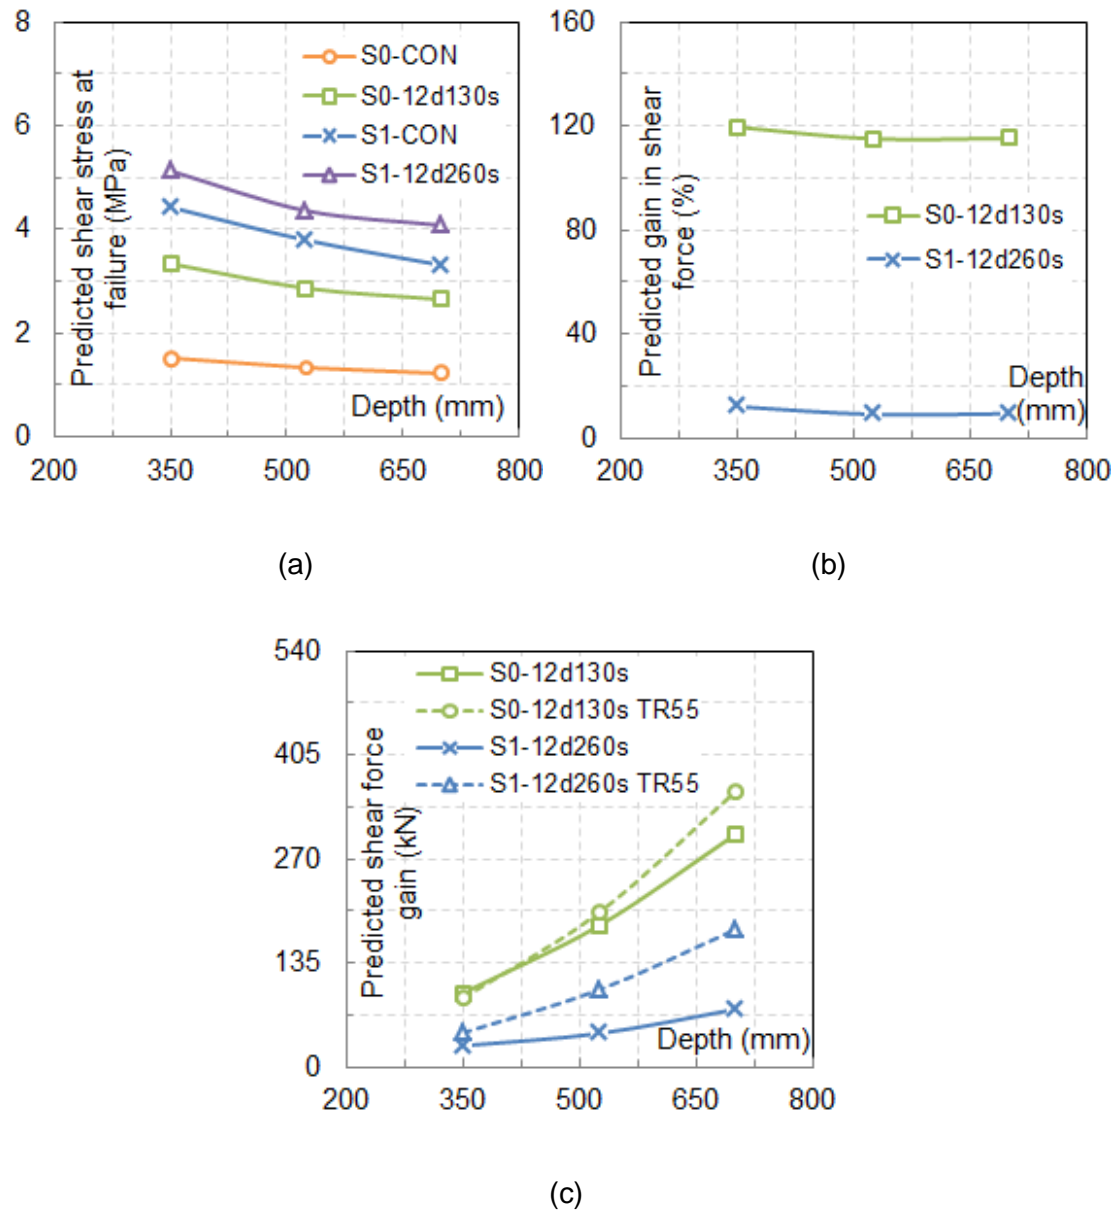 8
6
4
2
0
200 350 500 650 800
Predicted shear stress at
failure (MPa)
S0-CON
S0-12d130s
S1-CON
S1-12d260s
Depth (mm)
(a)
160
120
80
40
0
200 350 500 650 800
Predicted gain in shear
force (%)
S0-12d130s
S1-12d260s
Depth
(mm)
(b)
540
405
270
135
0
200 350 500 650 800
Predicted shear force
gain (kN)
S0-12d130s
S0-12d130s TR55
S1-12d260s
S1-12d260s TR55
Depth (mm)
(c)